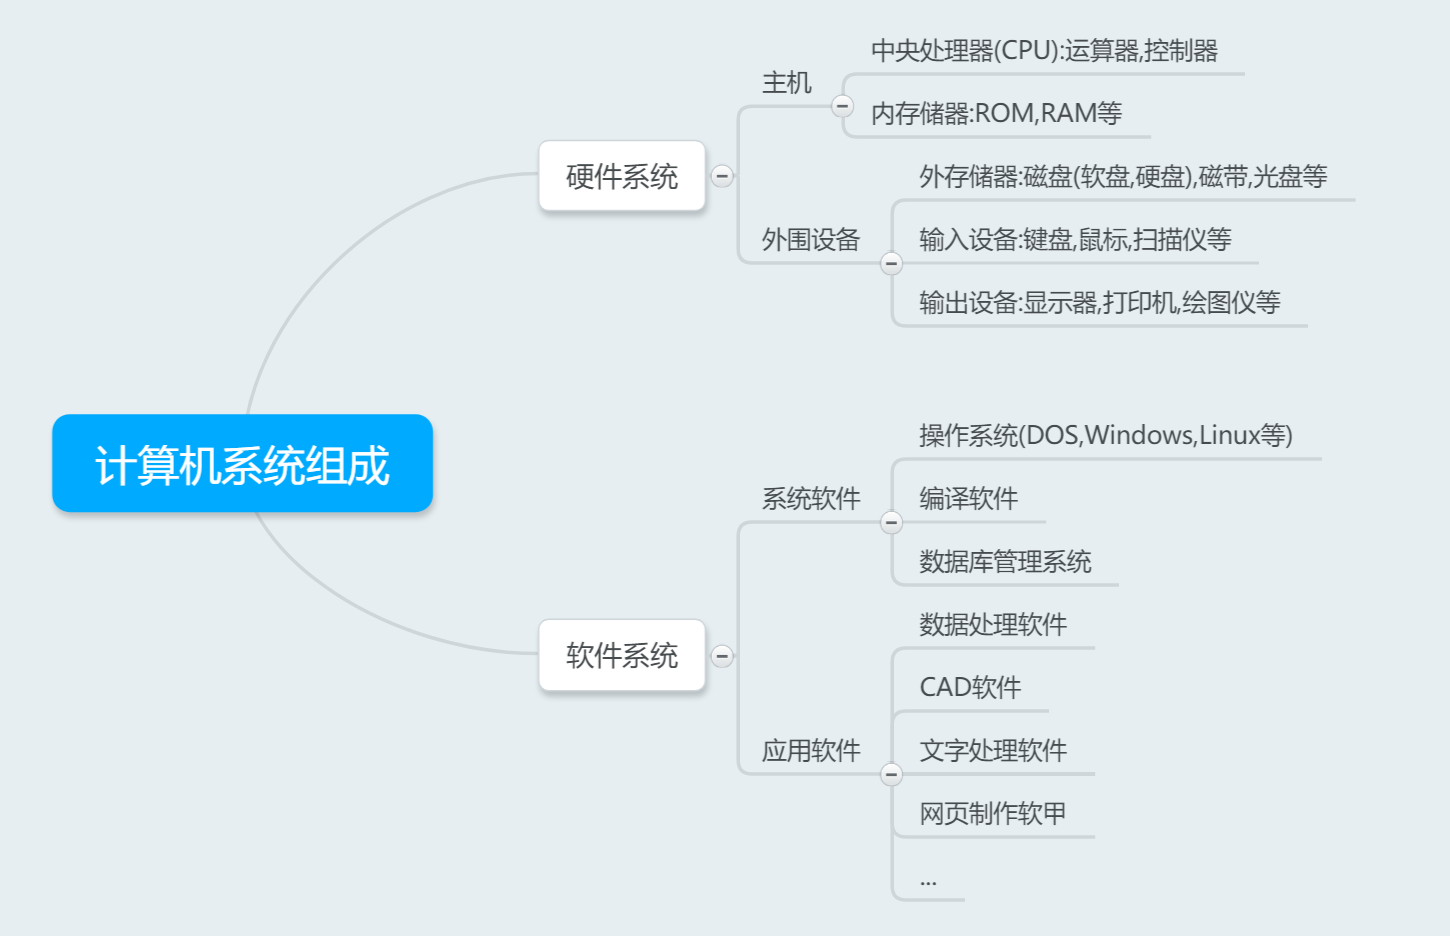 计算机系统组成
硬件系统
主机
中央处理器(CPU):运算器,控制器
内存储器:ROM,RAM等
外围设备
外存储器:磁盘(软盘,硬盘),磁带,光盘等
输入设备:键盘,鼠标,扫描仪等
输出设备:显示器,打印机,绘图仪等
软件系统
系统软件
操作系统(DOS,Windows,Linux等)
编译软件
数据库管理系统
应用软件
数据处理软件
CAD软件
文字处理软件
网页制作软甲
...